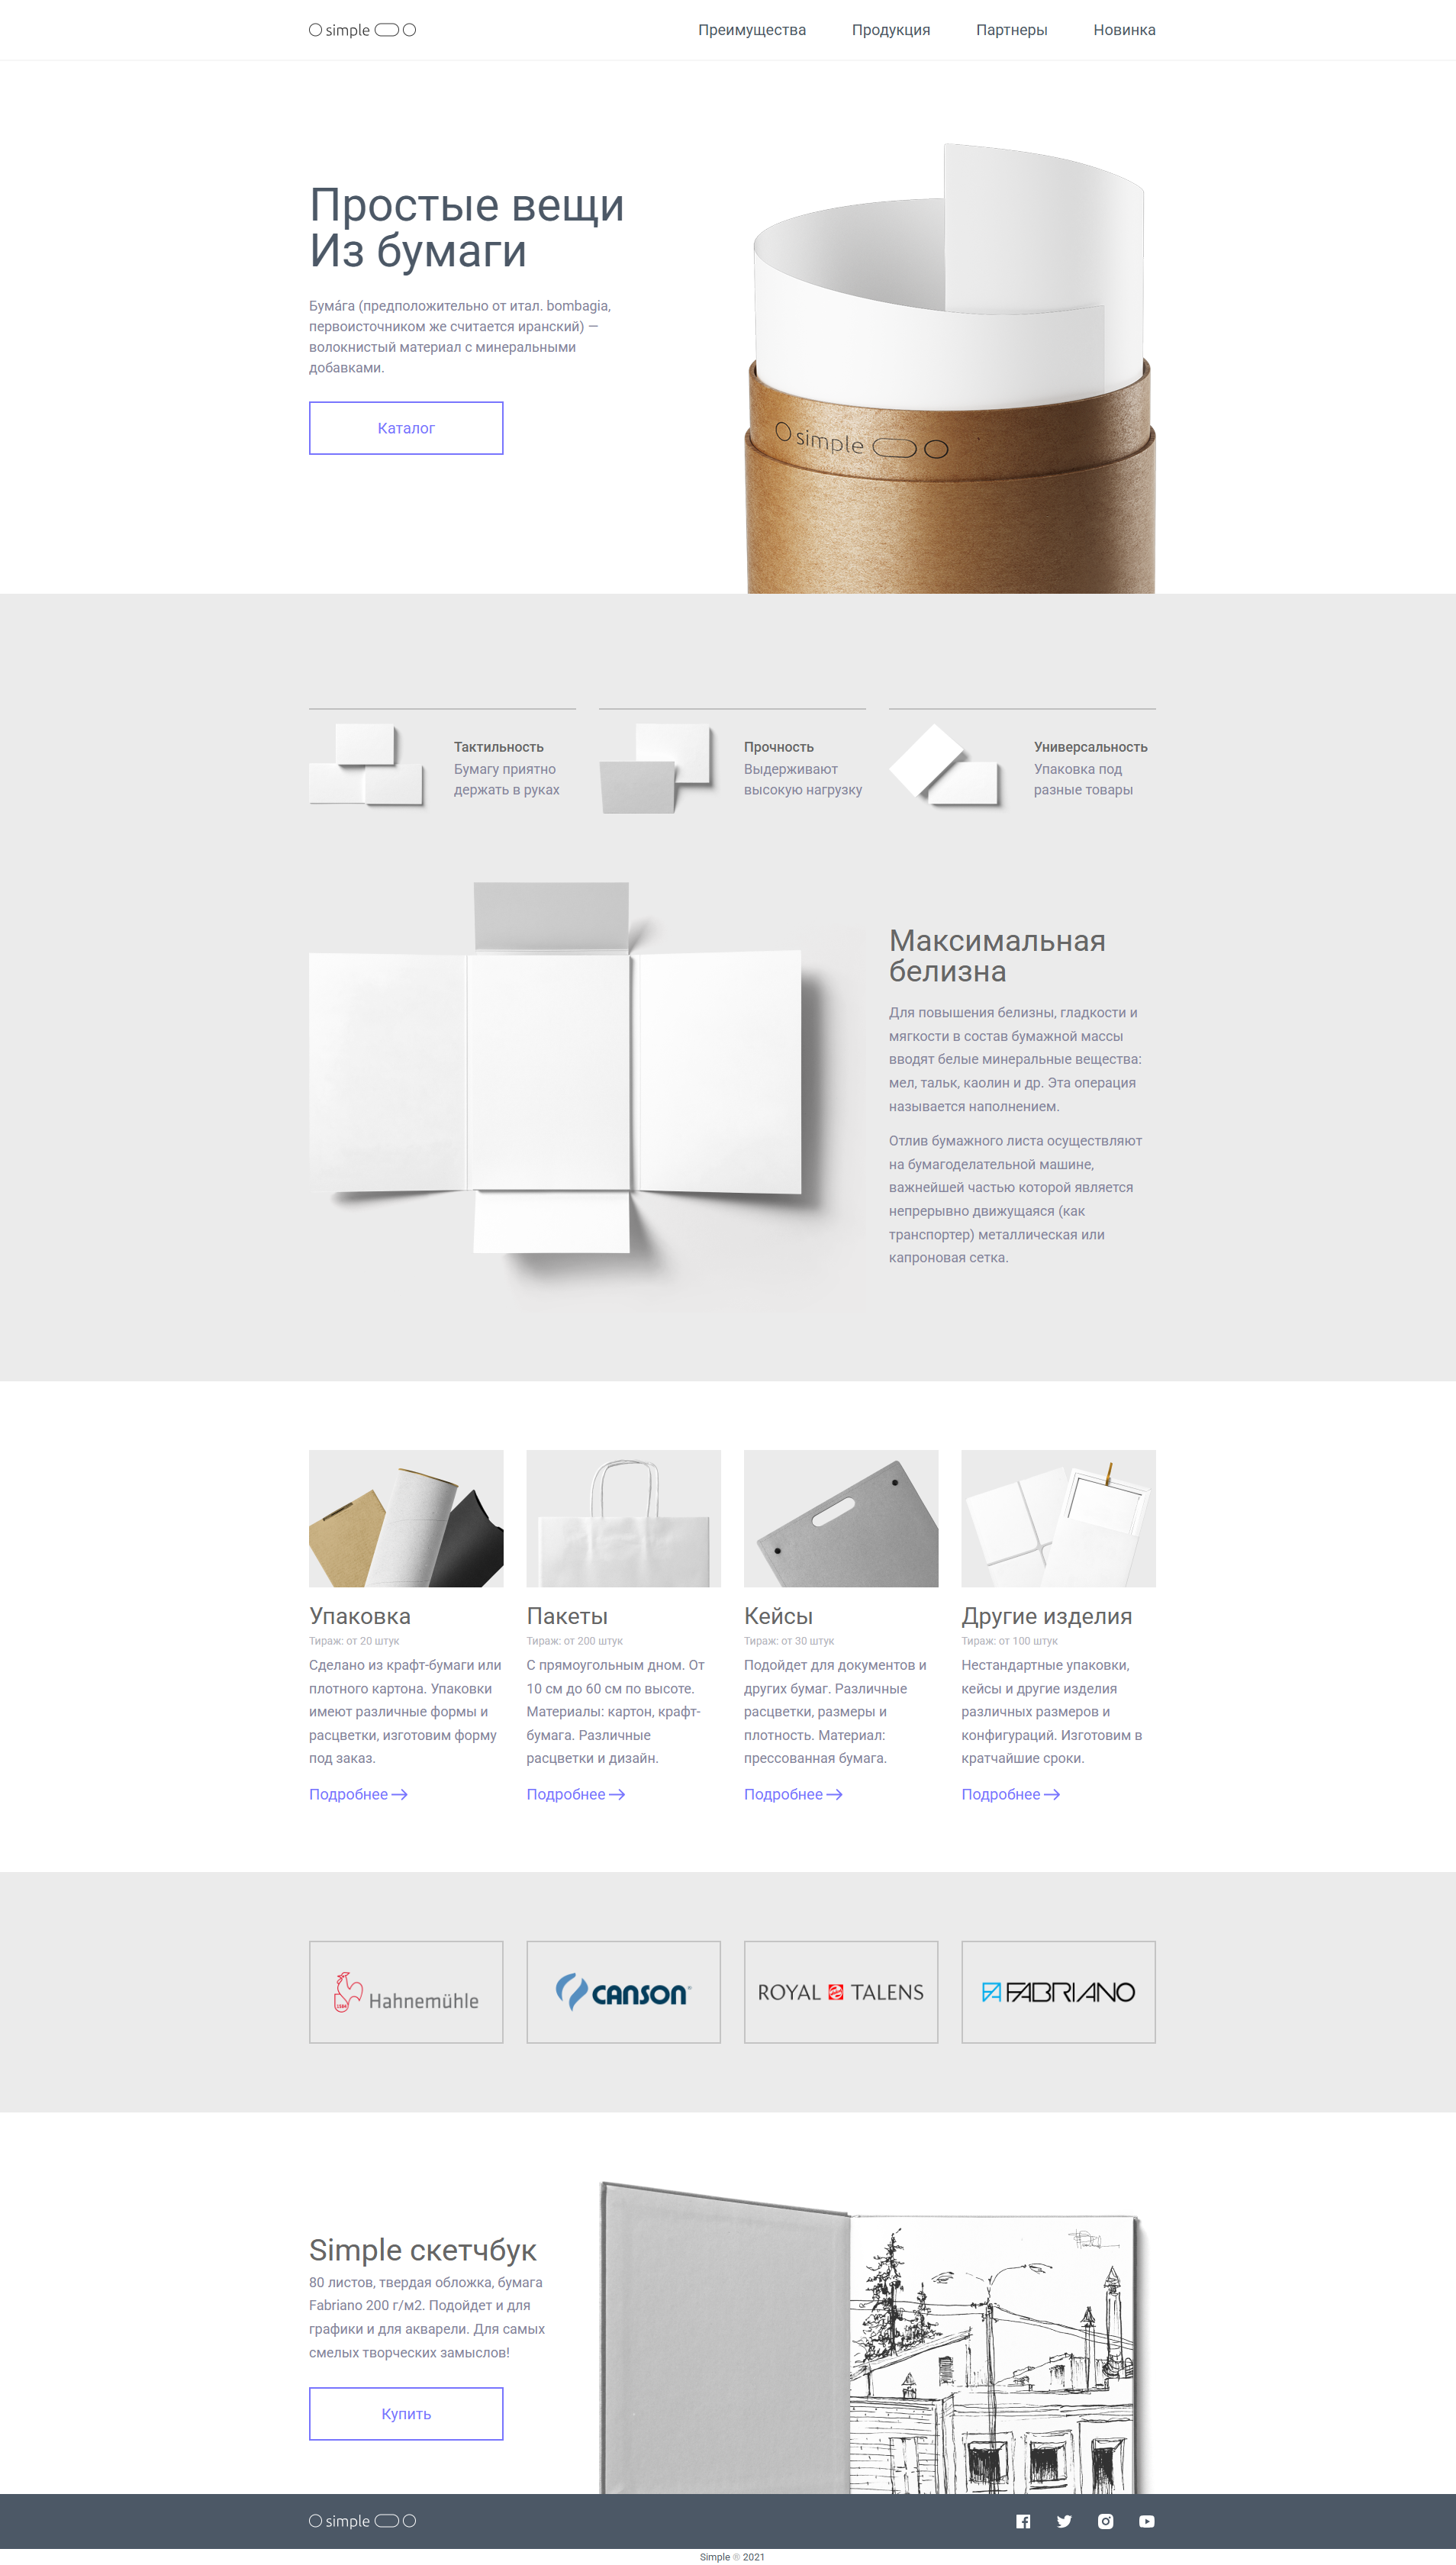 simple
Преимущества
Продукция
Партнеры
Новинка
Простые вещи
Из бумаги
Бума́га (предположительно от итал. bombagia,
первоисточником же считается иранский) —
волокнистый материал с минеральными
добавками.
Каталог
simple
Тактильность
Бумагу приятно
держать в руках
Прочность
Выдерживают
высокую нагрузку
Универсальность
Упаковка под
разные товары
Максимальная
белизна
Для повышения белизны, гладкости и
мягкости в состав бумажной массы
вводят белые минеральные вещества:
мел, тальк, каолин и др. Эта операция
называется наполнением.
Отлив бумажного листа осуществляют
на бумагоделательной машине,
важнейшей частью которой является
непрерывно движущаяся (как
транспортер) металлическая или
капроновая сетка.
Упаковка
Тираж: от 20 штук
Сделано из крафт-бумаги или
плотного картона. Упаковки
имеют различные формы и
расцветки, изготовим форму
под заказ.
Подробнее
Пакеты
Тираж: от 200 штук
С прямоугольным дном. От
10 см до 60 см по высоте.
Материалы: картон, крафт-
бумага. Различные
расцветки и дизайн.
Подробнее
Кейсы
Тираж: от 30 штук
Подойдет для документов и
других бумаг. Различные
расцветки, размеры и
плотность. Материал:
прессованная бумага.
Подробнее
Другие изделия
Тираж: от 100 штук
Нестандартные упаковки,
кейсы и другие изделия
различных размеров и
конфигураций. Изготовим в
кратчайшие сроки.
Подробнее
1584 Hahnemühle
CANSON®
ROYAL TALENS
FABRIANO
Simple скетчбук
80 листов, твердая обложка, бумага
Fabriano 200 г/м2. Подойдет и для
графики и для акварели. Для самых
смелых творческих замыслов!
Купить
simple
Simple ® 2021